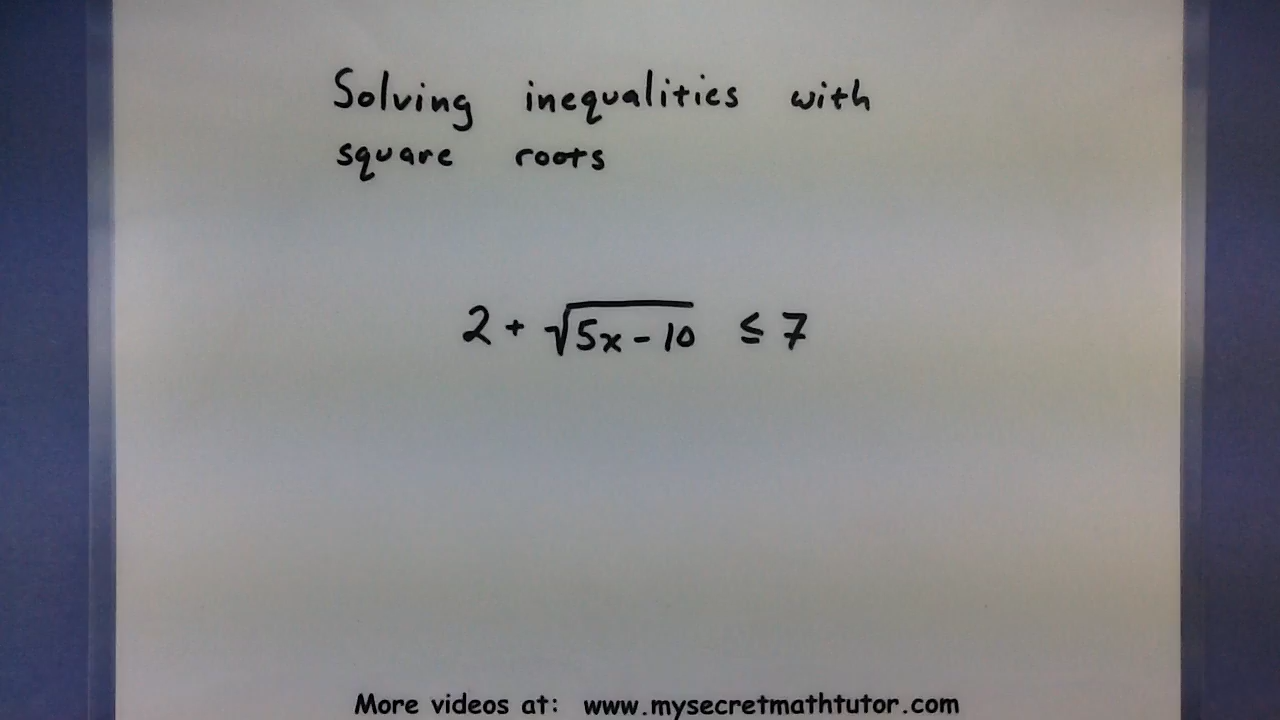 Solving inequalities with
square roots
2 + √5x - 10 ≤ 7
More videos at: www.mysecretmathtutor.com